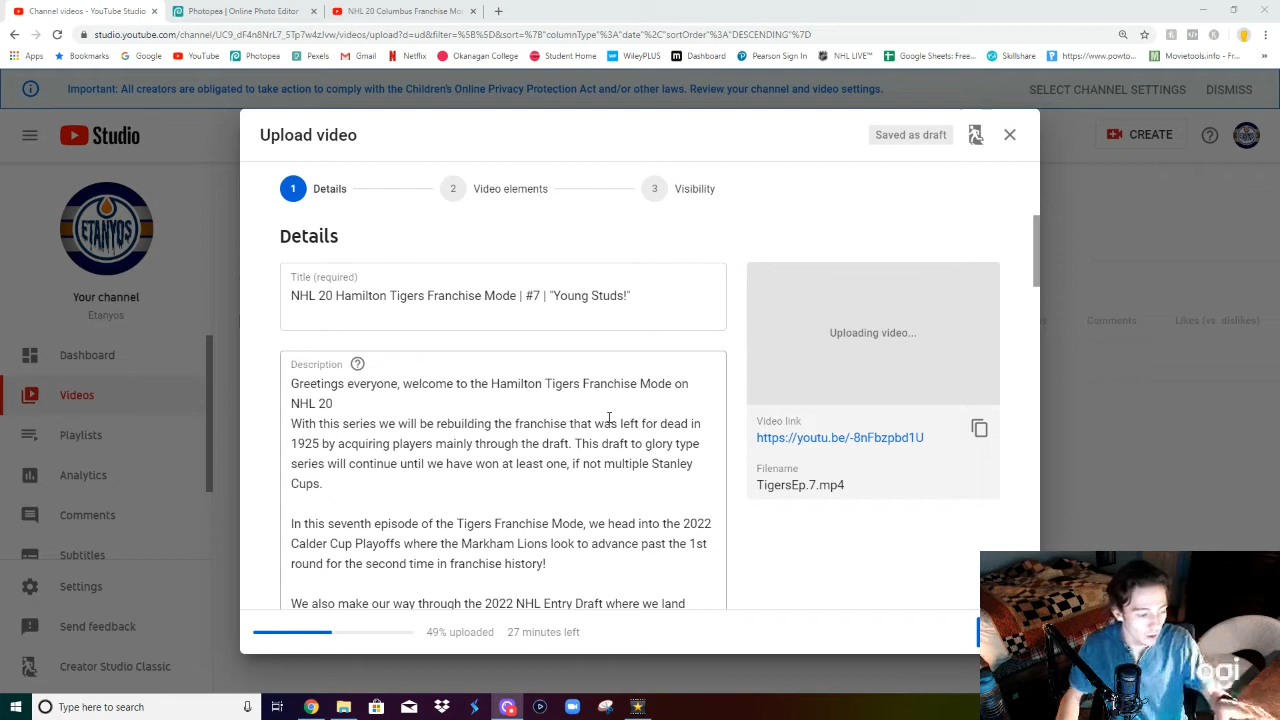 Channel videos - YouTube Studio
Photopea | Online Photo Editor
NHL 20 Columbus Franchise Mo
studio.youtube.com/channel/UC9_dF4n8NrL7_5Tp7w4zIvw/videos/upload?d=ud&filter=%5B%5D&sort=%7B"columnType"%3A"date"%2C"sortOrder"%3A"DESCENDING"%7D
Apps
Bookmarks
Google
YouTube
Photopea
Gmail
Netflix
Okanagan College
Student Home
WileyPLUS
Dashboard
Pearson Sign In
NHL LIVE™
Google Sheets: Free...
Skillshare
https://www.powto...
Movietools.info - Fr...
Important: All creators are obligated to take action to comply with the Children's Online Privacy Protection Act and/or other laws. Review your channel and video settings.
SELECT CHANNEL SETTINGS
DISMISS
Studio
CREATE
Upload video
Saved as draft
1 Details
2 Video elements
3 Visibility
ETANYOS
Your channel
Etanyos
Dashboard
Videos
Playlists
Analytics
Comments
Subtitles
Settings
Send feedback
Creator Studio Classic
Details
Title (required)
NHL 20 Hamilton Tigers Franchise Mode | #7 | "Young Studs!"
Description
Greetings everyone, welcome to the Hamilton Tigers Franchise Mode on
NHL 20
With this series we will be rebuilding the franchise that was left for dead in
1925 by acquiring players mainly through the draft. This draft to glory type
series will continue until we have won at least one, if not multiple Stanley
Cups.
In this seventh episode of the Tigers Franchise Mode, we head into the 2022
Calder Cup Playoffs where the Markham Lions look to advance past the 1st
round for the second time in franchise history!
We also make our way through the 2022 NHL Entry Draft where we land
Uploading video...
Video link
https://youtu.be/-8nFbzpbd1U
Filename
TigersEp.7.mp4
Comments
Likes (vs. dislikes)
49% uploaded
27 minutes left
logi
Type here to search